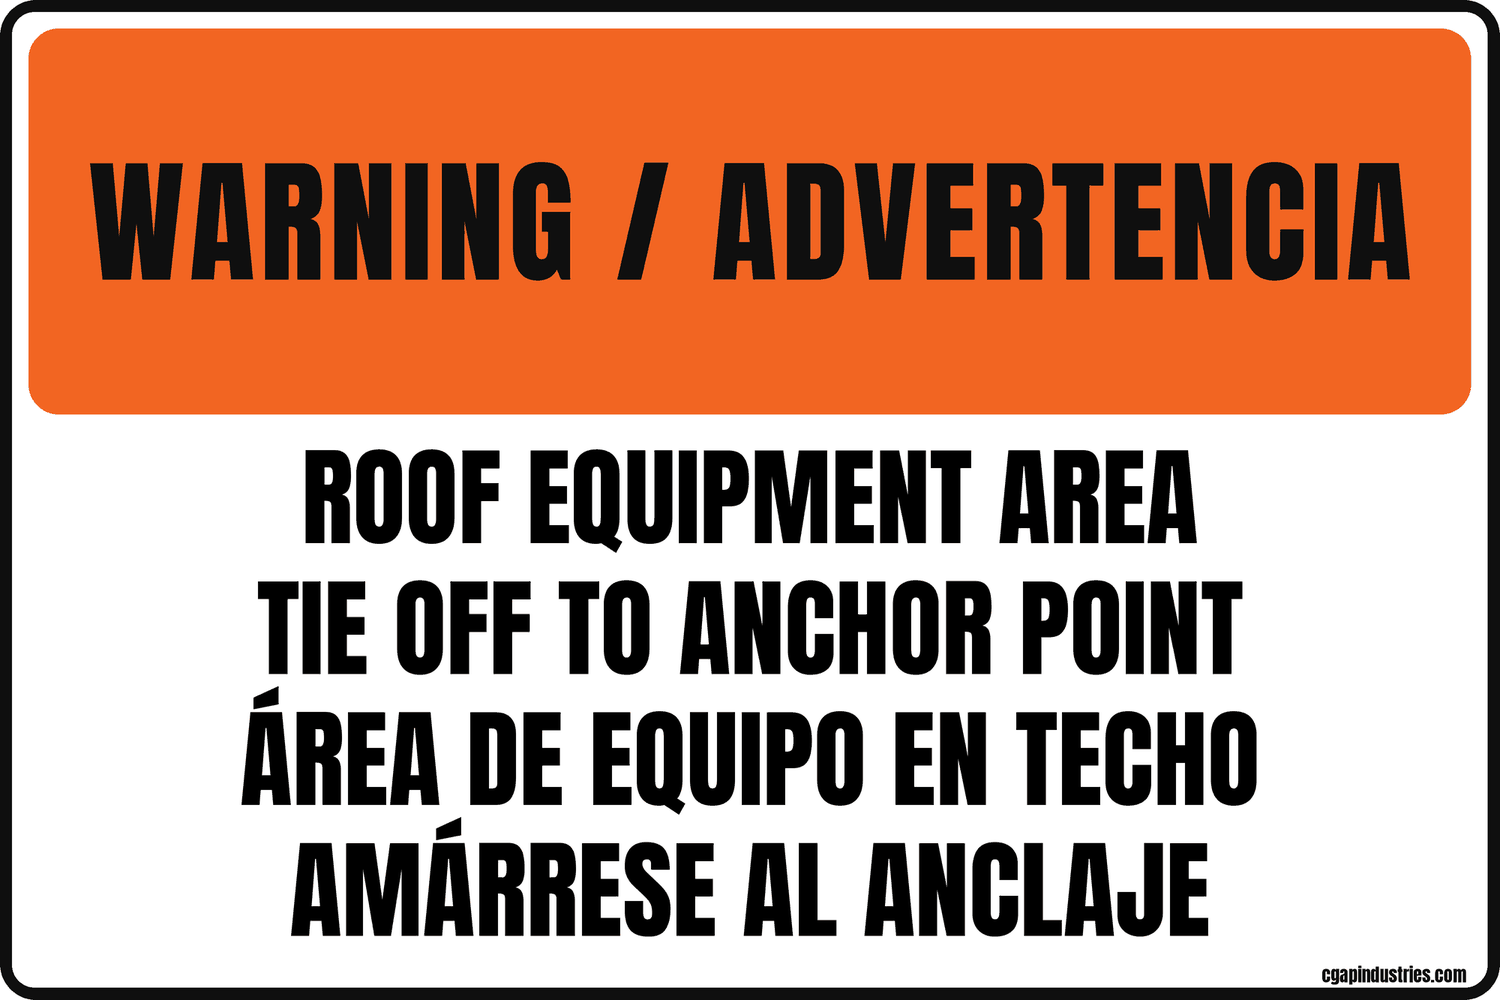 WARNING / ADVERTENCIA
ROOF EQUIPMENT AREA
TIE OFF TO ANCHOR POINT
ÁREA DE EQUIPO EN TECHO
AMÁRRESE AL ANCLAJE
cgapindustries.com